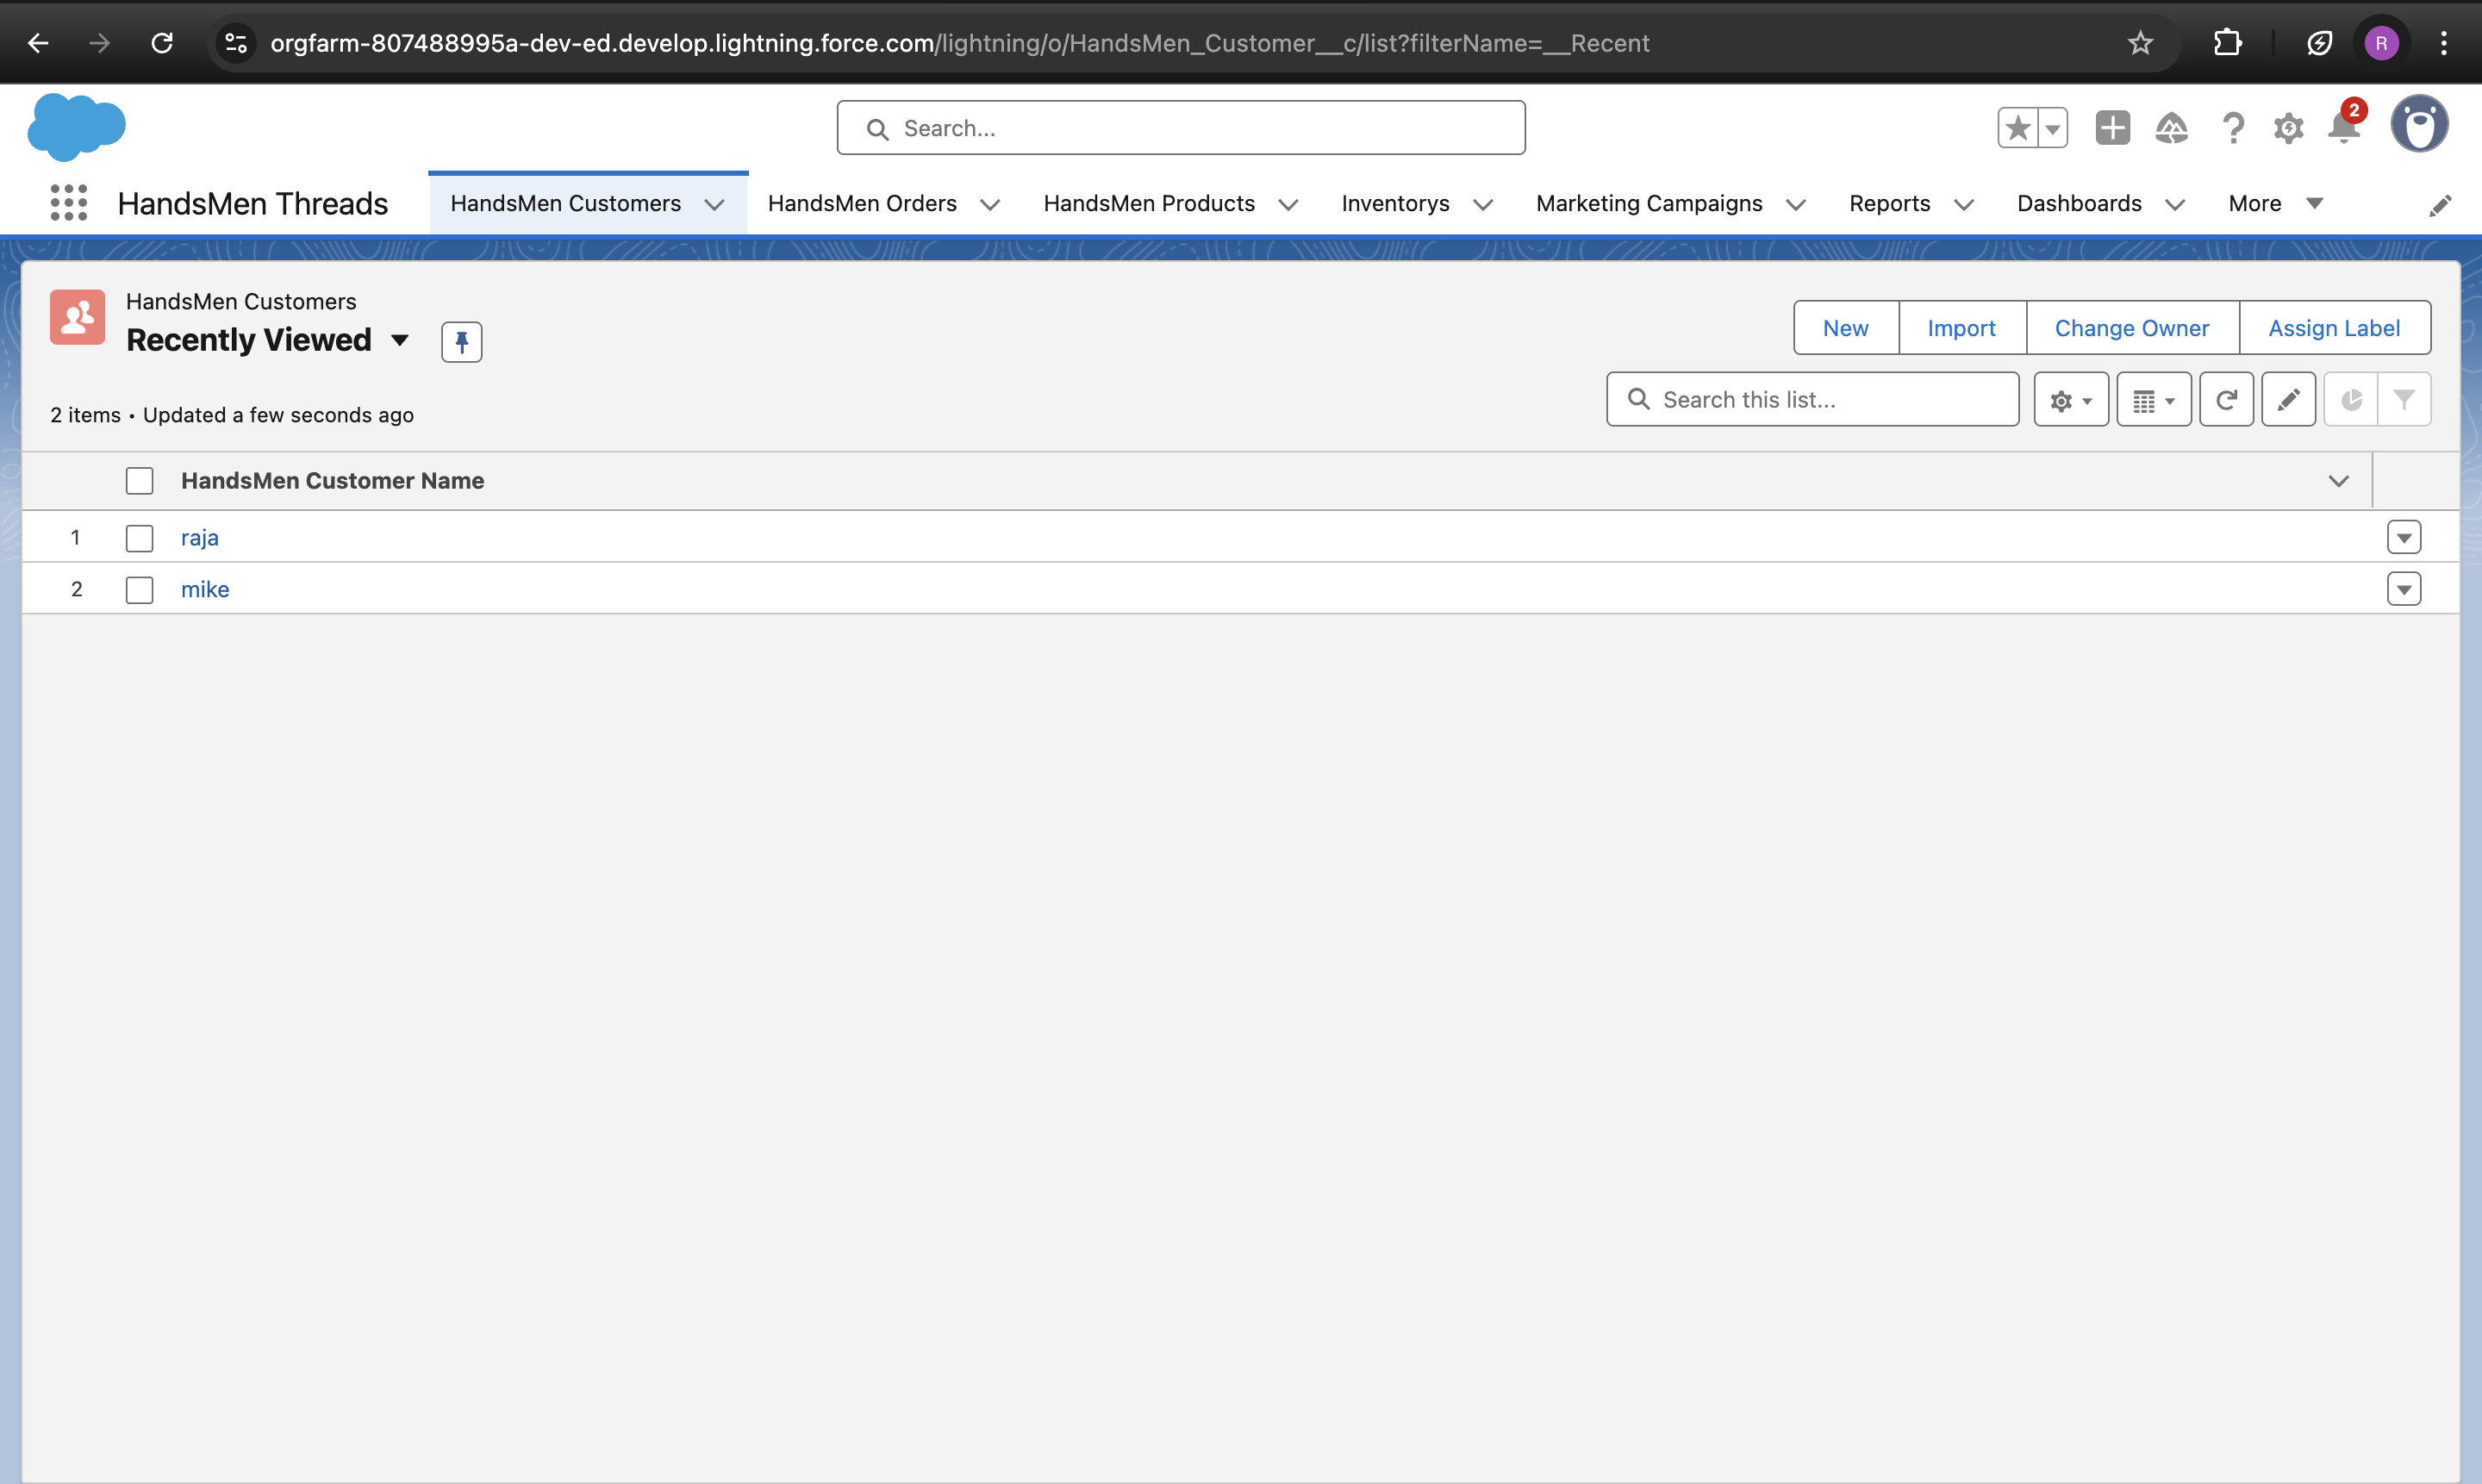 orgfarm-807488995a-dev-ed.develop.lightning.force.com/lightning/o/HandsMen_Customer__c/list?filterName=__Recent
R
Search...
2
HandsMen Threads
HandsMen Customers
HandsMen Orders
HandsMen Products
Inventorys
Marketing Campaigns
Reports
Dashboards
More
HandsMen Customers
Recently Viewed
New
Import
Change Owner
Assign Label
2 items • Updated a few seconds ago
Search this list...
HandsMen Customer Name
1 raja
2 mike